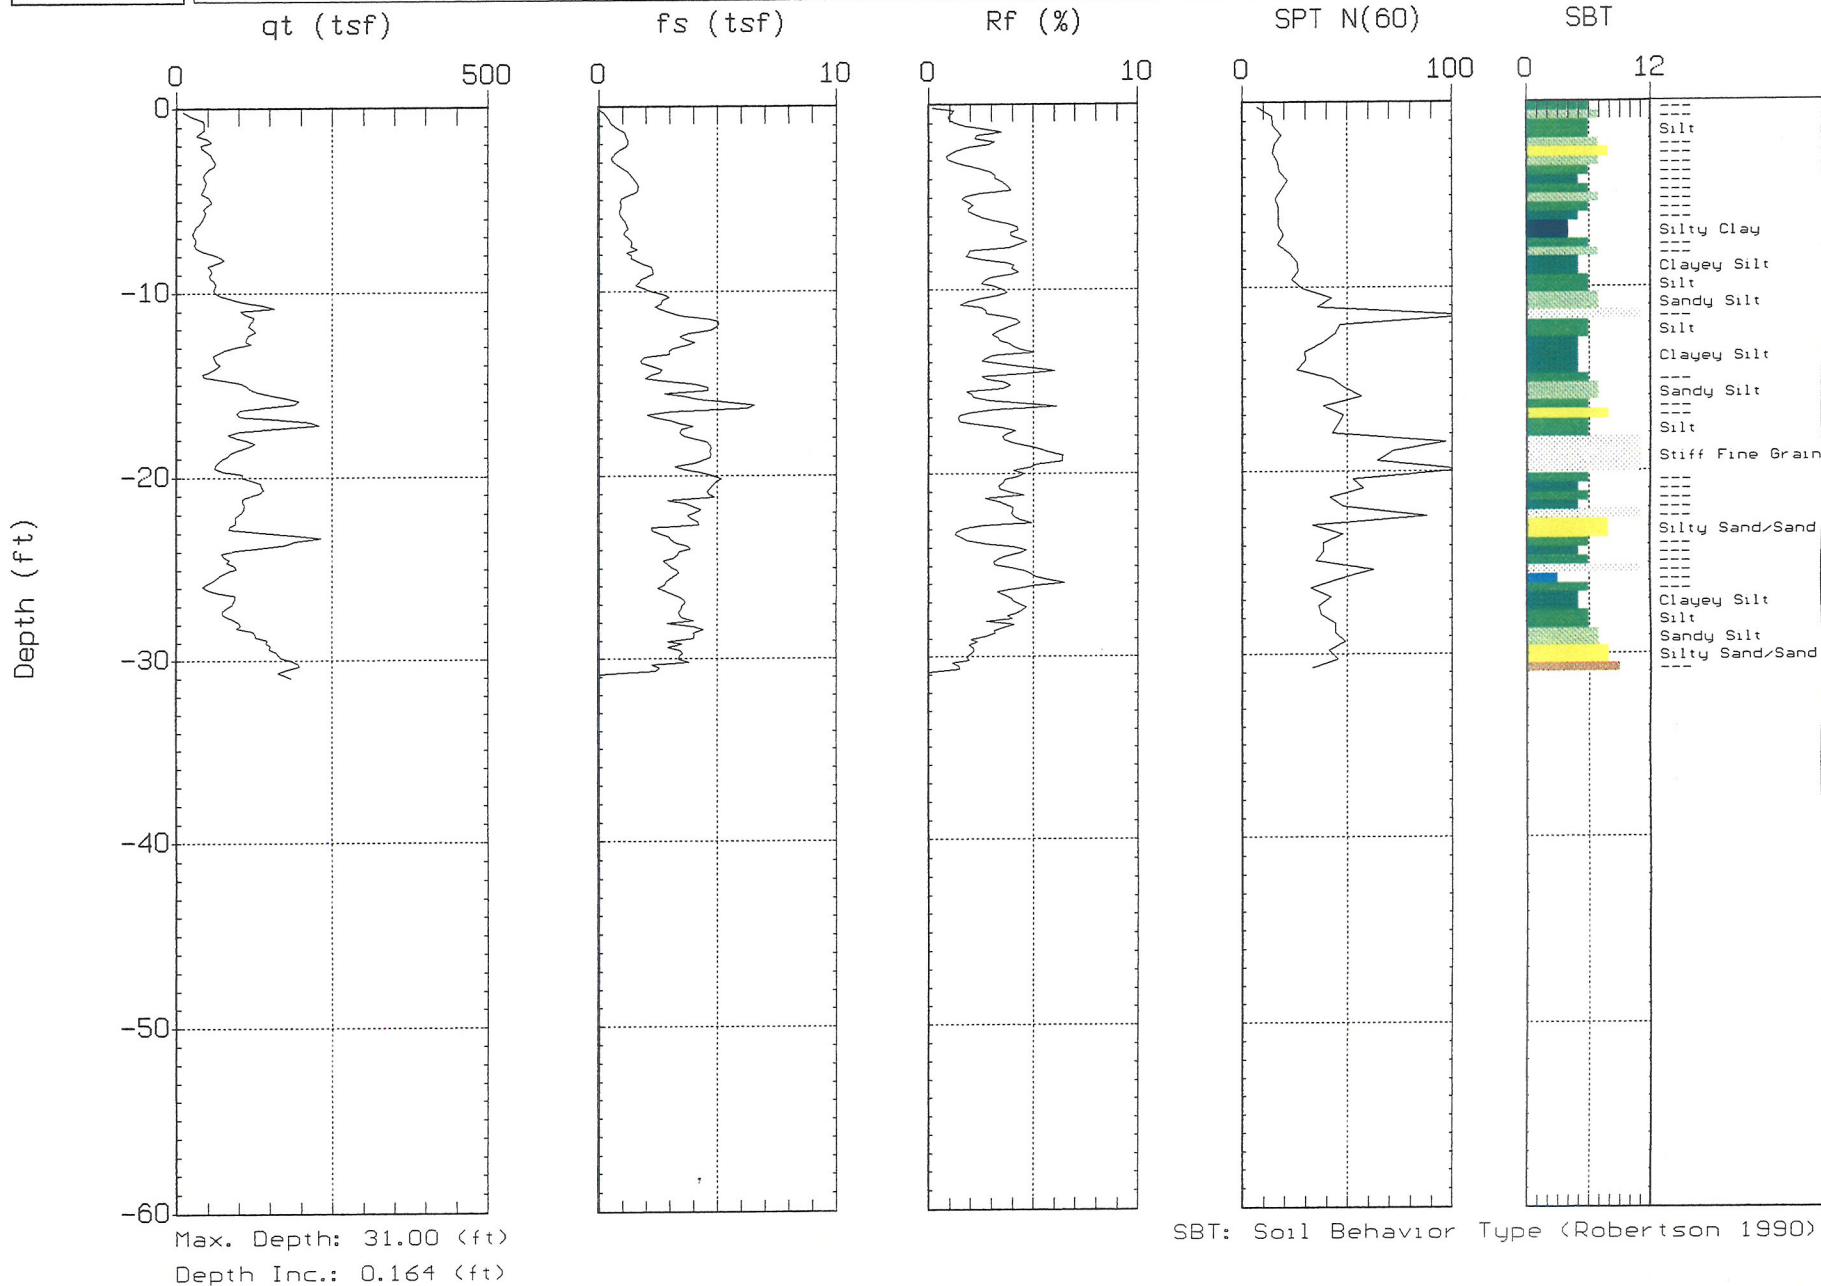 qt (tsf) fs (tsf) Rf (%) SPT N(60) SBT
0 500 0 10 0 10 0 100 0 12
0
-10
-20
-30
-40
-50
-60
Depth (ft)
---
---
Silt
---
---
---
---
---
---
---
---
---
Silty Clay
---
---
Clayey Silt
Silt
Sandy Silt
---
Silt
Clayey Silt
---
Sandy Silt
---
---
Silt
Stiff Fine Grain
---
---
---
---
---
Silty Sand/Sand
---
---
---
---
---
---
Clayey Silt
Silt
Sandy Silt
Silty Sand/Sand
---
Max. Depth: 31.00 (ft)
Depth Inc.: 0.164 (ft)
SBT: Soil Behavior Type (Robertson 1990)